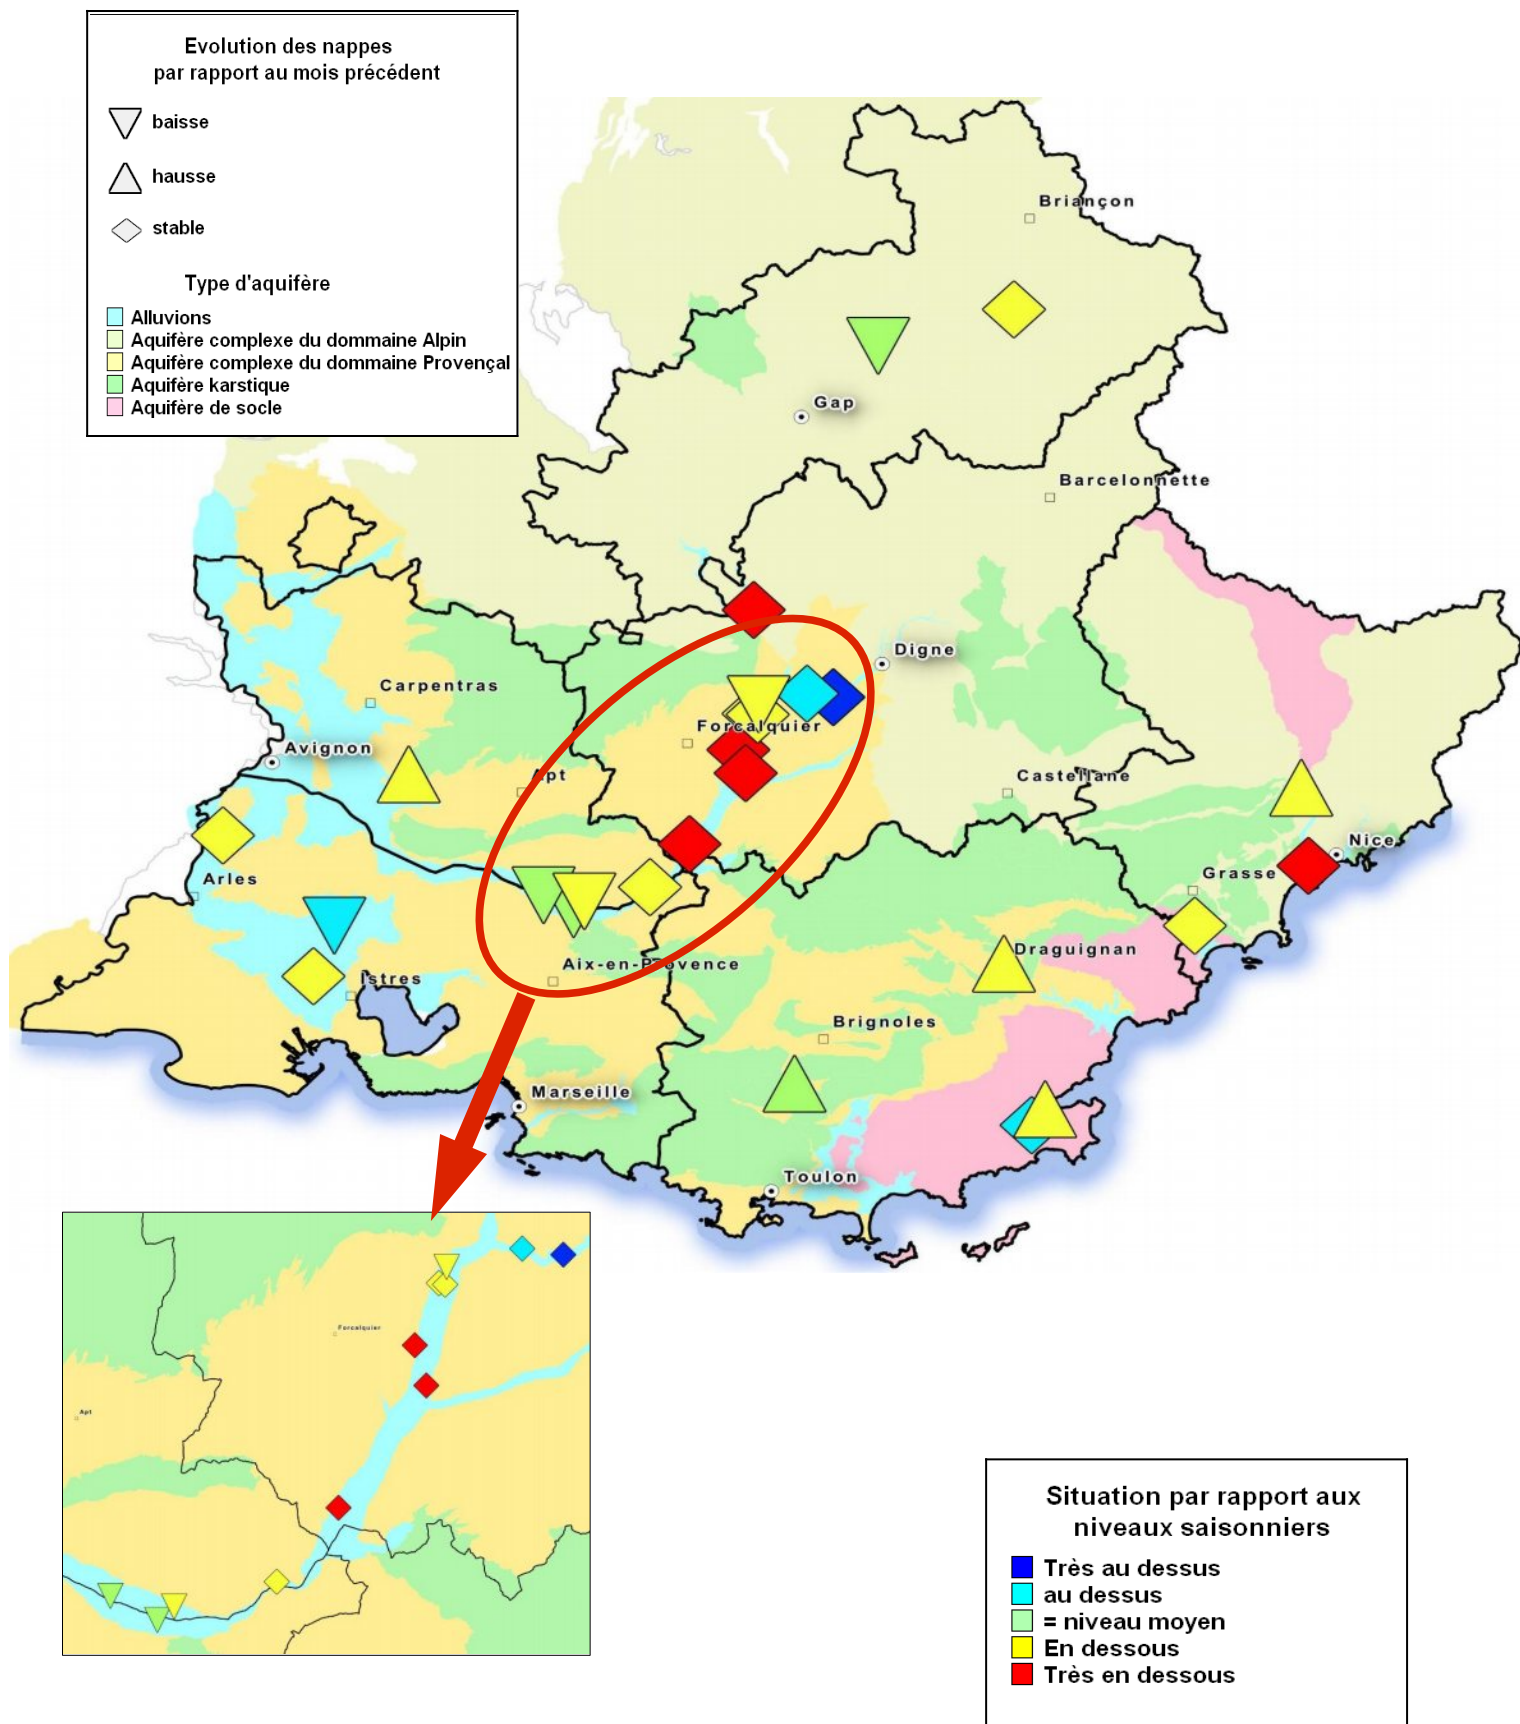 Evolution des nappes
par rapport au mois précédent
baisse
hausse
stable
Type d'aquifère
Alluvions
Aquifère complexe du dommaine Alpin
Aquifère complexe du dommaine Provençal
Aquifère karstique
Aquifère de socle
Briançon
Gap
Barcelonnette
Digne
Carpentras
Forcalquier
Avignon
Apt
Castellane
Nice
Arles
Grasse
Draguignan
Aix-en-Provence
Istres
Brignoles
Marseille
Toulon
Forcalquier
Apt
Situation par rapport aux
niveaux saisonniers
Très au dessus
au dessus
= niveau moyen
En dessous
Très en dessous